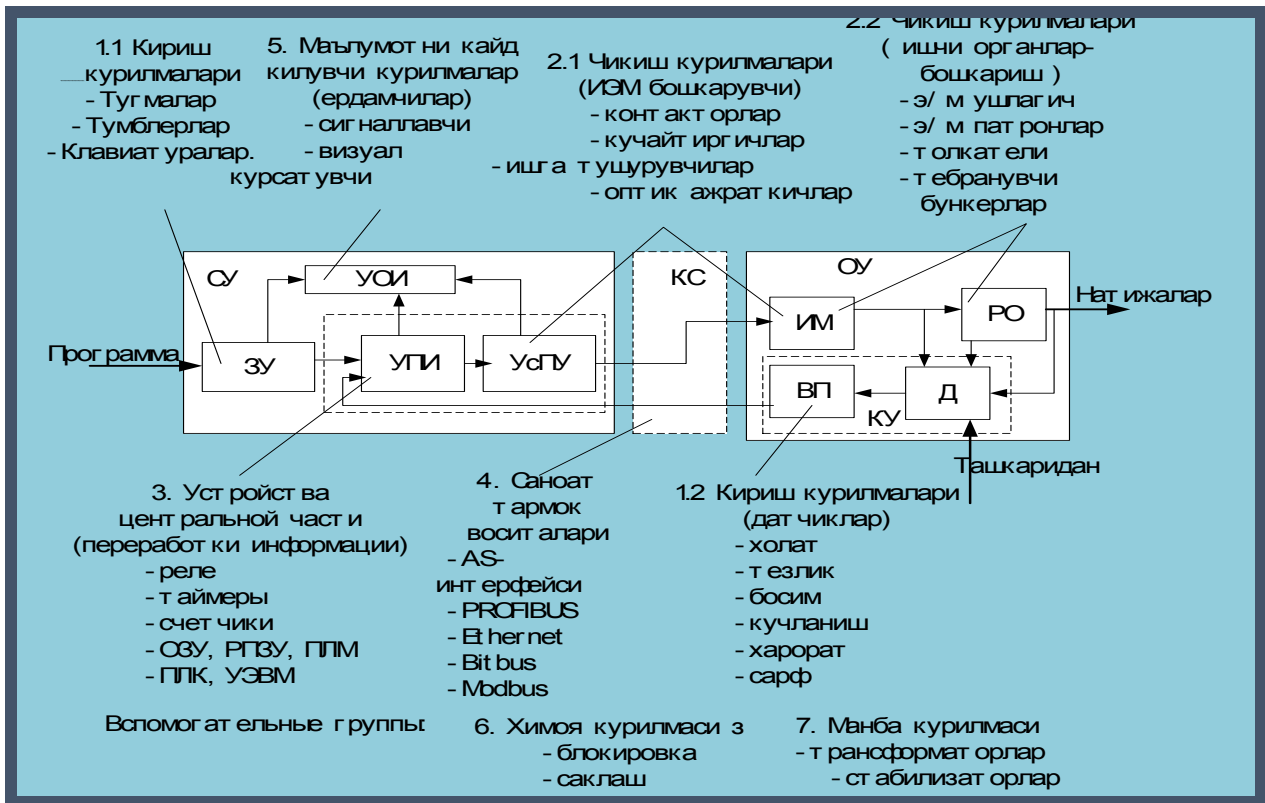 1.1 Кириш
курилмалари
- Тугмалар
- Тумблерлар
- Клавиатуралар.
5. Маълумотни кайд
килувчи курилмалар
(ердамчилар)
- сигналлавчи
- визуал
курсатувчи
2.1 Чикиш курилмалари
(ИЭМ бошкарувчи)
- контакторлар
- кучайтиргичлар
- ишга тушурувчилар
- оптик ажраткичлар
2.2 Чикиш курилмалари
( ишни органлар-
бошкариш )
- э/м ушлагич
- э/м патронлар
- толкатели
- тебранувчи
бункерлар
СУ
УОИ
КС
ОУ
Программа
ЗУ
УПИ
УсПУ
ИМ
РО
Натижалар
ВП
Д
КУ
Ташкаридан
3. Устройства
центральной части
(переработки информации)
- реле
- таймеры
- счетчики
- ОЗУ, РПЗУ, ПЛМ
- ПЛК, УЭВМ
4. Саноат
тармок
воситалари
- AS-
интерфейси
- PROFIBUS
- Ethernet
- Bitbus
- Modbus
1.2 Кириш курилмалари
(датчиклар)
- холат
- тезлик
- босим
- кучланиш
- харорат
- сарф
Вспомогательные группы:
6. Химоя курилмаси з
- блокировка
- саклаш
7. Манба курилмаси
- трансформаторлар
- стабилизаторлар